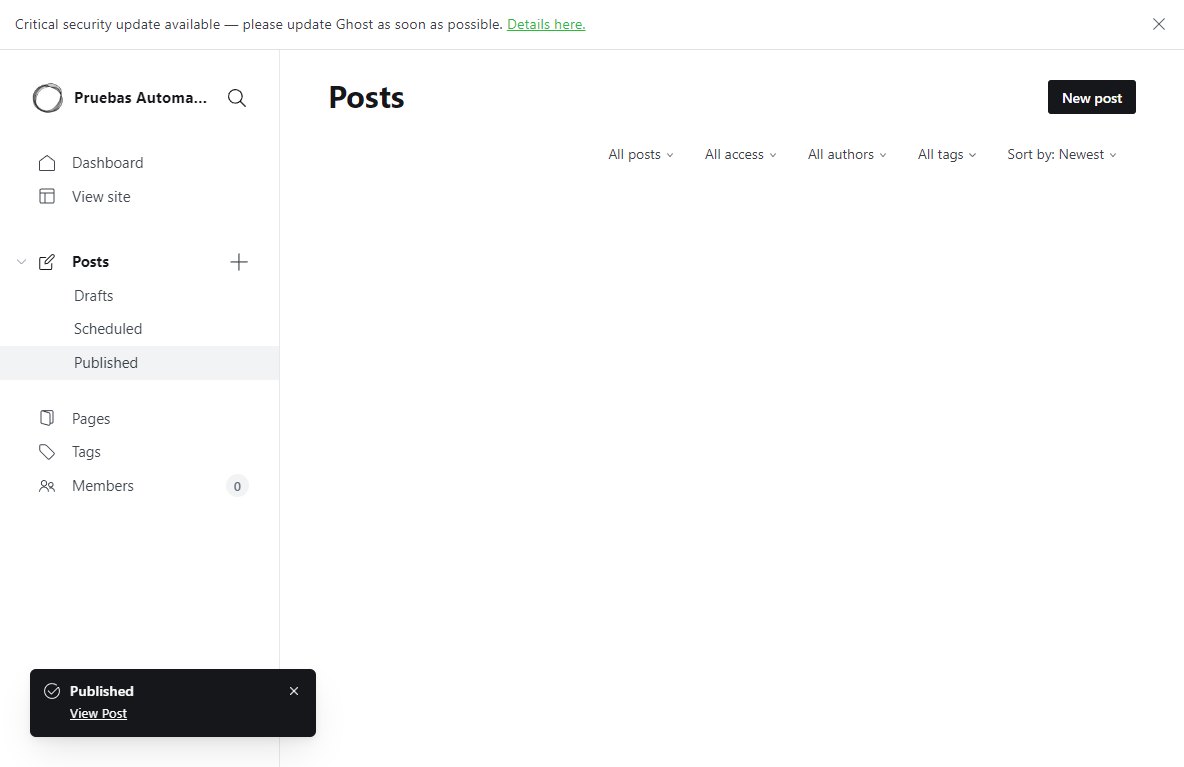 Critical security update available — please update Ghost as soon as possible. Details here.
Pruebas Automa...
Dashboard
View site
Posts
Drafts
Scheduled
Published
Pages
Tags
Members 0
Posts
New post
All posts All access All authors All tags Sort by: Newest
Published
View Post